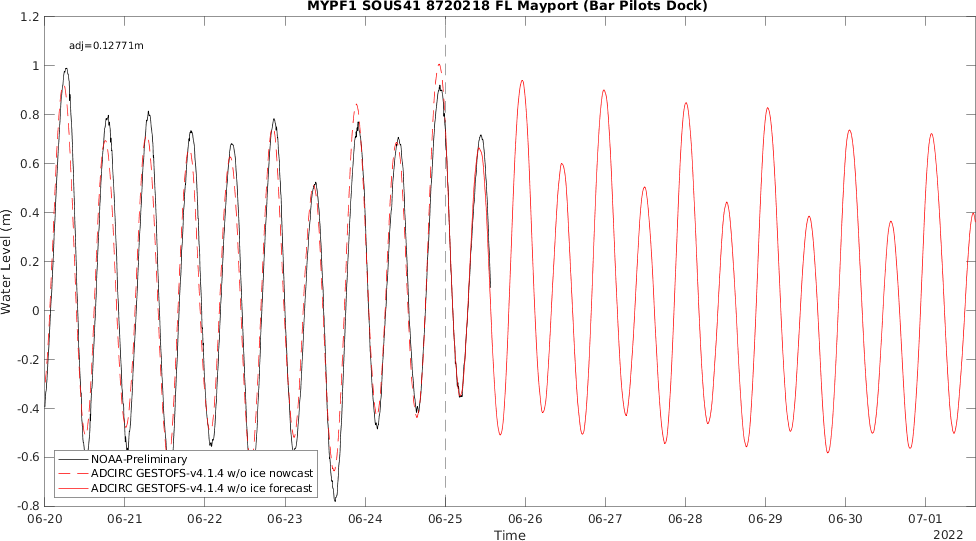 MYPF1 SOUS41 8720218 FL Mayport (Bar Pilots Dock)
1.2
adj=0.12771m
1
0.8
0.6
0.4
0.2
0
-0.2
-0.4
-0.6
-0.8
Water Level (m)
NOAA-Preliminary
ADCIRC GESTOFS-v4.1.4 w/o ice nowcast
ADCIRC GESTOFS-v4.1.4 w/o ice forecast
06-20 06-21 06-22 06-23 06-24 06-25 06-26 06-27 06-28 06-29 06-30 07-01
Time
2022